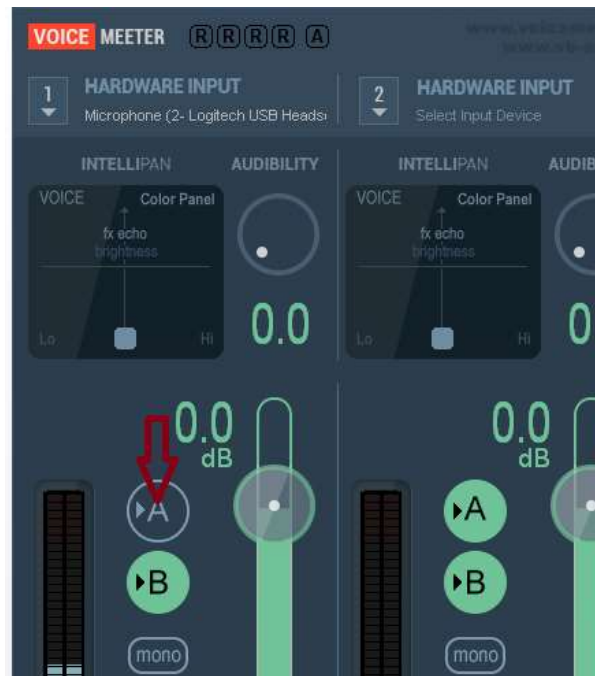 VOICE MEETER R R R R A
1 HARDWARE INPUT
Microphone (2- Logitech USB Heads
2 HARDWARE INPUT
Select Input Device
INTELLIPAN AUDIBILITY
VOICE Color Panel
fx echo
brightness
Lo Hi
0.0
INTELLIPAN AUDIB
VOICE Color Panel
fx echo
brightness
Lo Hi
0
0.0
dB
A
B
mono
0.0
dB
A
B
mono